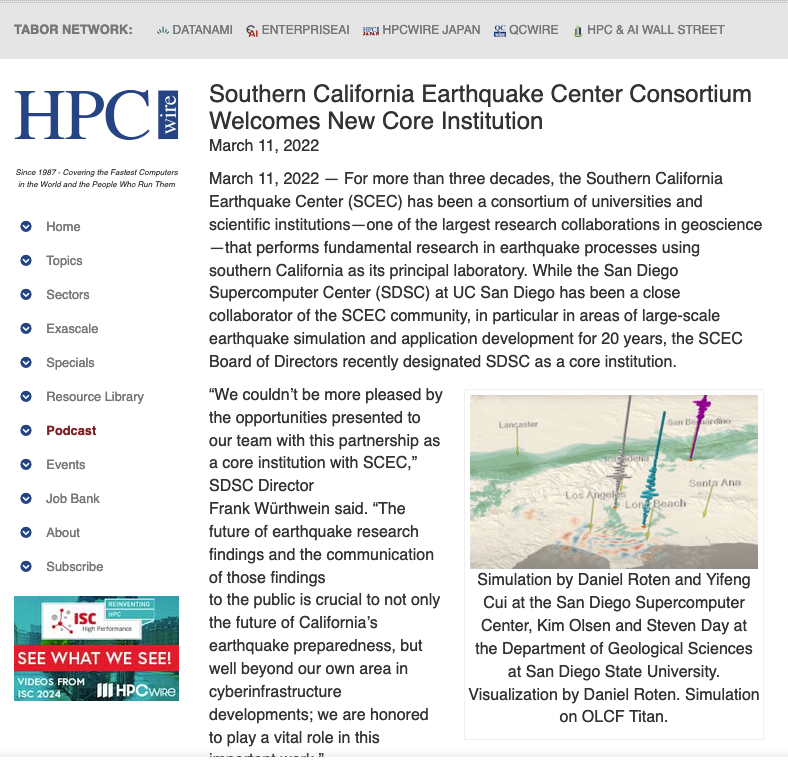 TABOR NETWORK: DATANAMI ENTERPRISEAI HPCWIRE JAPAN QCWIRE HPC & AI WALL STREET
HPC wire
Since 1987 - Covering the Fastest Computers
in the World and the People Who Run Them
Home
Topics
Sectors
Exascale
Specials
Resource Library
Podcast
Events
Job Bank
About
Subscribe
REINVENTING
HPC
ISC
High Performance
SEE WHAT WE SEE!
VIDEOS FROM
ISC 2024
HPCwire
Southern California Earthquake Center Consortium
Welcomes New Core Institution
March 11, 2022
March 11, 2022 — For more than three decades, the Southern California
Earthquake Center (SCEC) has been a consortium of universities and
scientific institutions—one of the largest research collaborations in geoscience
—that performs fundamental research in earthquake processes using
southern California as its principal laboratory. While the San Diego
Supercomputer Center (SDSC) at UC San Diego has been a close
collaborator of the SCEC community, in particular in areas of large-scale
earthquake simulation and application development for 20 years, the SCEC
Board of Directors recently designated SDSC as a core institution.
“We couldn’t be more pleased by
the opportunities presented to
our team with this partnership as
a core institution with SCEC,”
SDSC Director
Frank Würthwein said. “The
future of earthquake research
findings and the communication
of those findings
to the public is crucial to not only
the future of California’s
earthquake preparedness, but
well beyond our own area in
cyberinfrastructure
developments; we are honored
to play a vital role in this
important work.”
Lancaster
San Bernardino
Santa Ana
Los Angeles
Long Beach
Simulation by Daniel Roten and Yifeng
Cui at the San Diego Supercomputer
Center, Kim Olsen and Steven Day at
the Department of Geological Sciences
at San Diego State University.
Visualization by Daniel Roten. Simulation
on OLCF Titan.